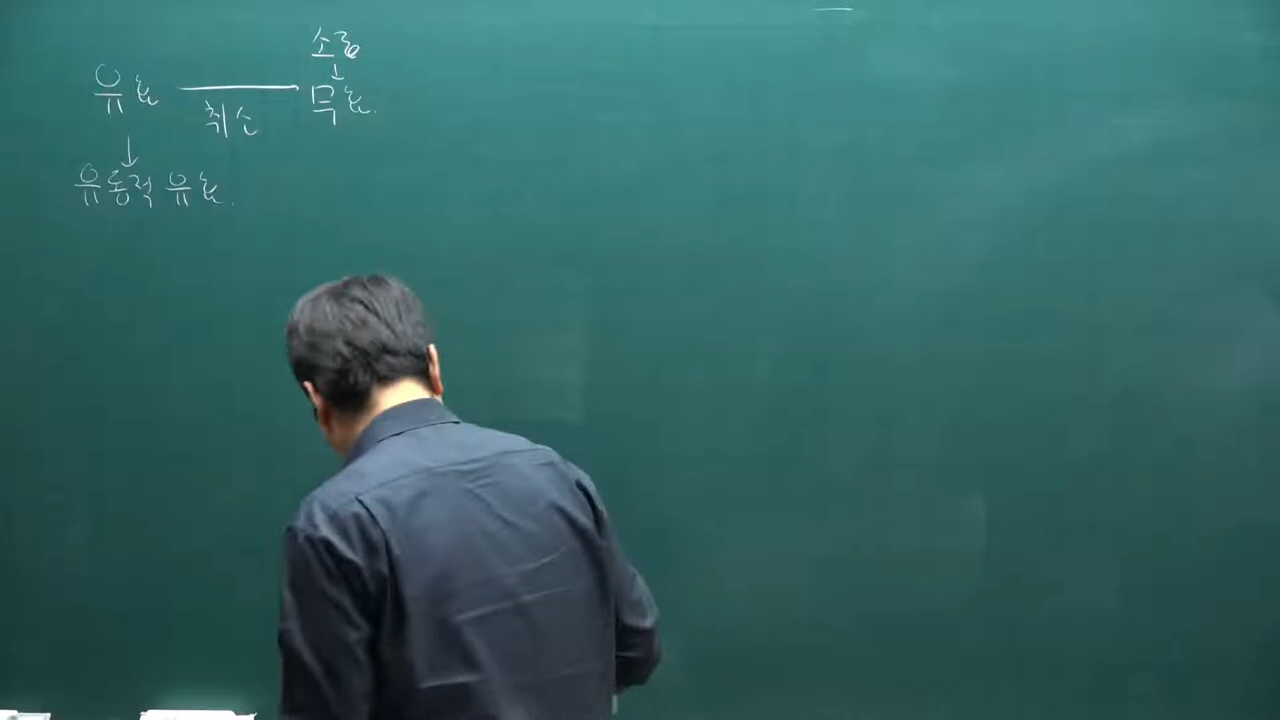 소급
↓
유효 ─ 취소 무효.
↓
유동적 유효.